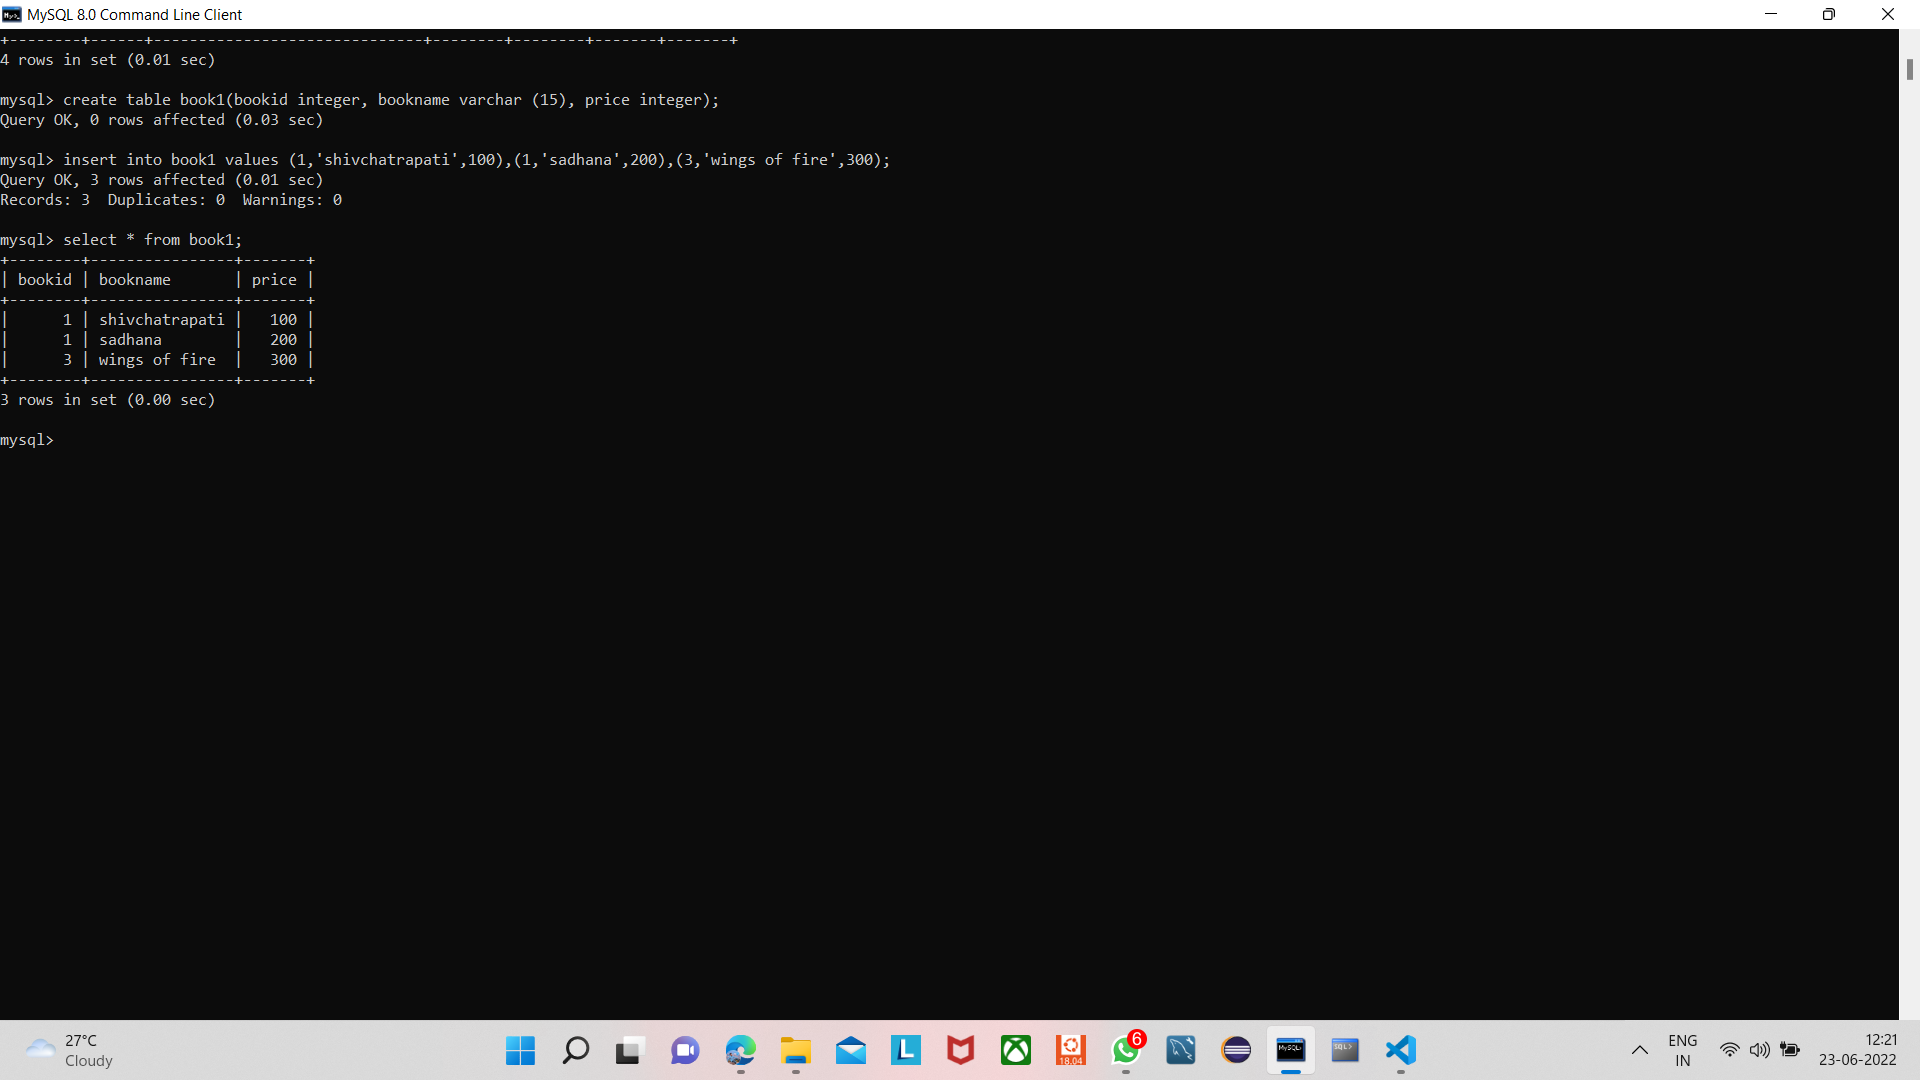 MySQL 8.0 Command Line Client
+--------+------+------------------------------+--------+--------+-------+-------+
4 rows in set (0.01 sec)
mysql> create table book1(bookid integer, bookname varchar (15), price integer);
Query OK, 0 rows affected (0.03 sec)
mysql> insert into book1 values (1,'shivchatrapati',100),(1,'sadhana',200),(3,'wings of fire',300);
Query OK, 3 rows affected (0.01 sec)
Records: 3  Duplicates: 0  Warnings: 0
mysql> select * from book1;
+--------+----------------+-------+
| bookid | bookname       | price |
+--------+----------------+-------+
|      1 | shivchatrapati |   100 |
|      1 | sadhana        |   200 |
|      3 | wings of fire  |   300 |
+--------+----------------+-------+
3 rows in set (0.00 sec)
mysql>
27°C
Cloudy
L
18.04
6
MySQL>
SQL>
ENG
IN
12:21
23-06-2022